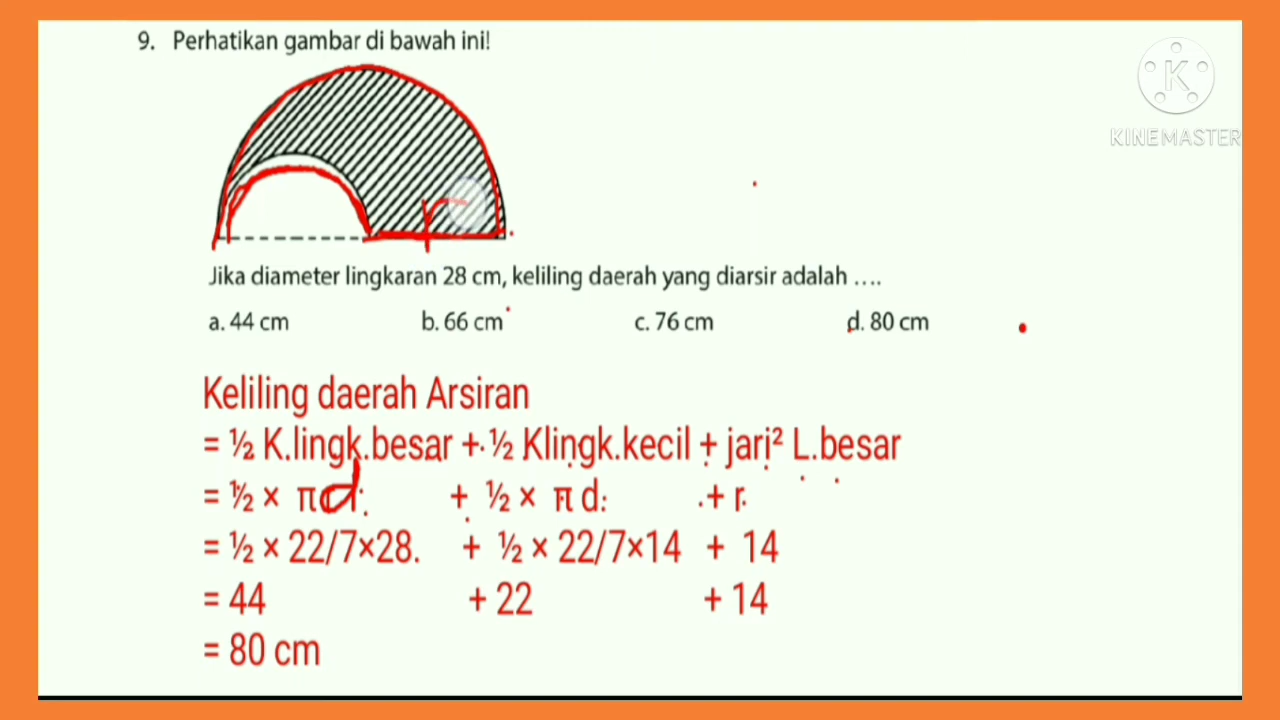 9. Perhatikan gambar di bawah ini!
K
KINEMASTER
r
Jika diameter lingkaran 28 cm, keliling daerah yang diarsir adalah ....
a. 44 cm b. 66 cm c. 76 cm d. 80 cm
Keliling daerah Arsiran
= ½ K.lingk.besar + ½ Klingk.kecil + jari² L.besar
= ½ × πd + ½ × π d + r
= ½ × 22/7×28. + ½ × 22/7×14 + 14
= 44 + 22 + 14
= 80 cm